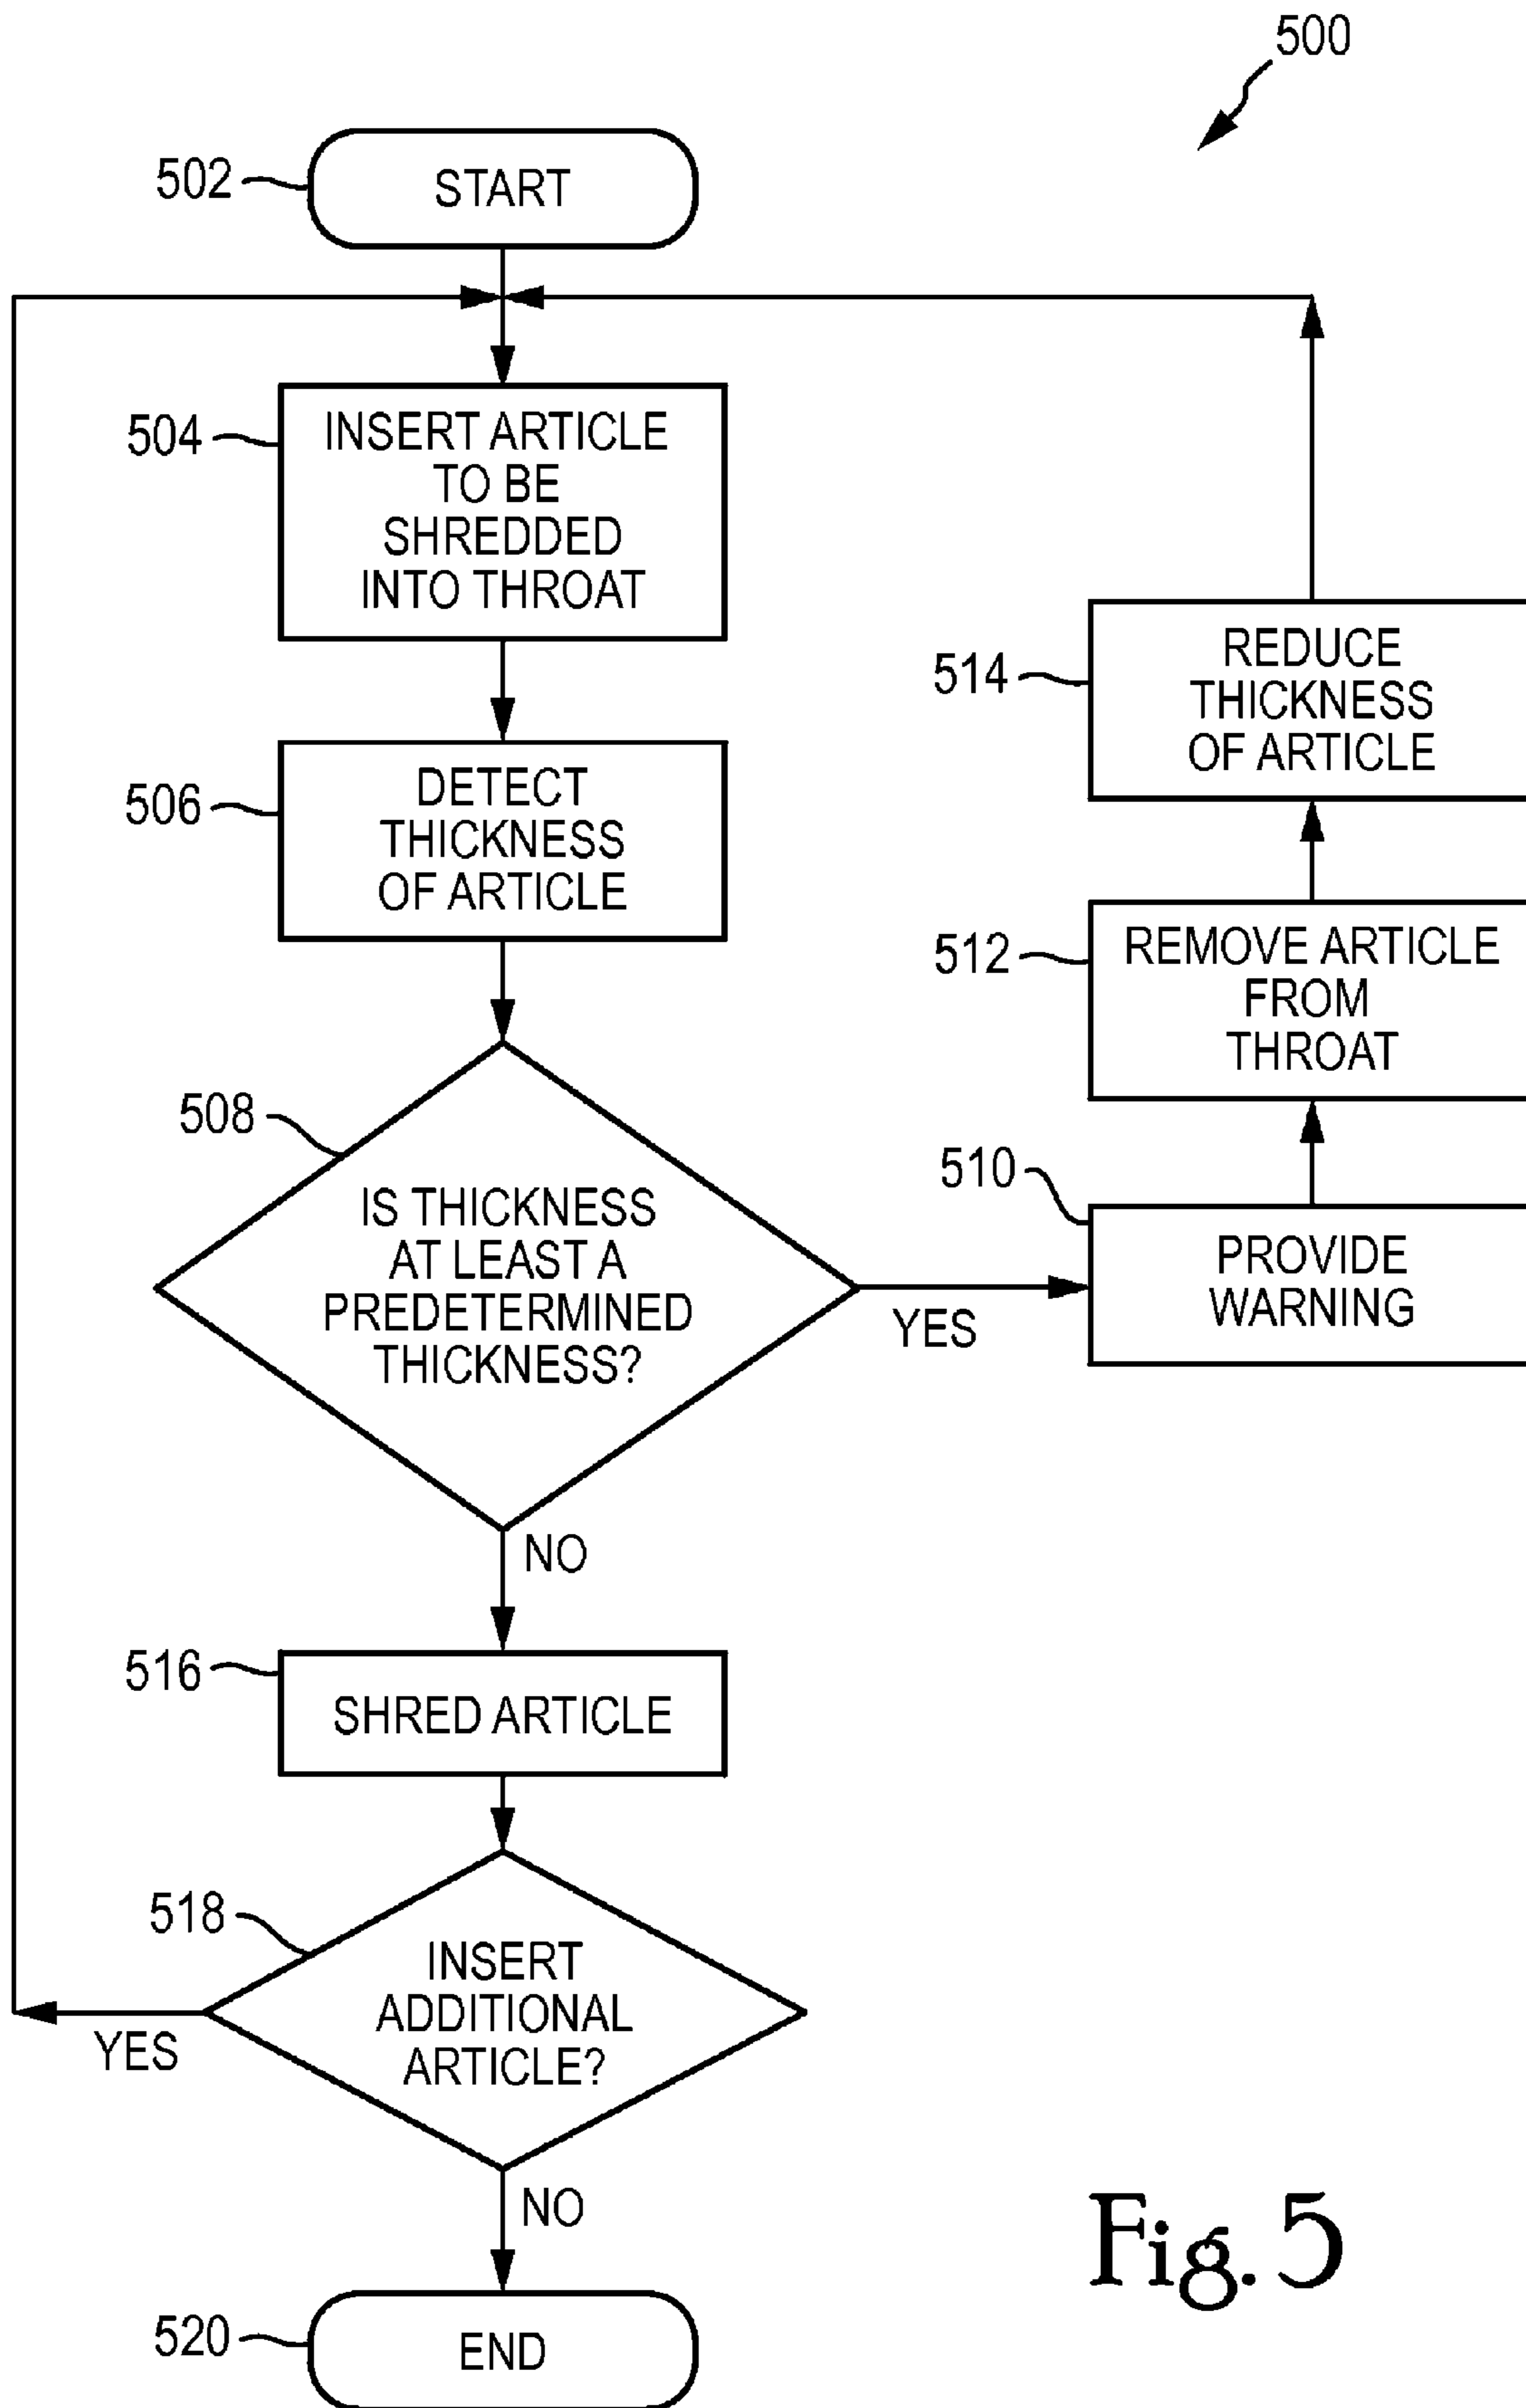 500
502
START
504
INSERT ARTICLE
TO BE
SHREDDED
INTO THROAT
506
DETECT
THICKNESS
OF ARTICLE
508
IS THICKNESS
AT LEAST A
PREDETERMINED
THICKNESS?
YES
NO
510
PROVIDE
WARNING
512
REMOVE ARTICLE
FROM
THROAT
514
REDUCE
THICKNESS
OF ARTICLE
516
SHRED ARTICLE
518
INSERT
ADDITIONAL
ARTICLE?
YES
NO
520
END
Fig. 5